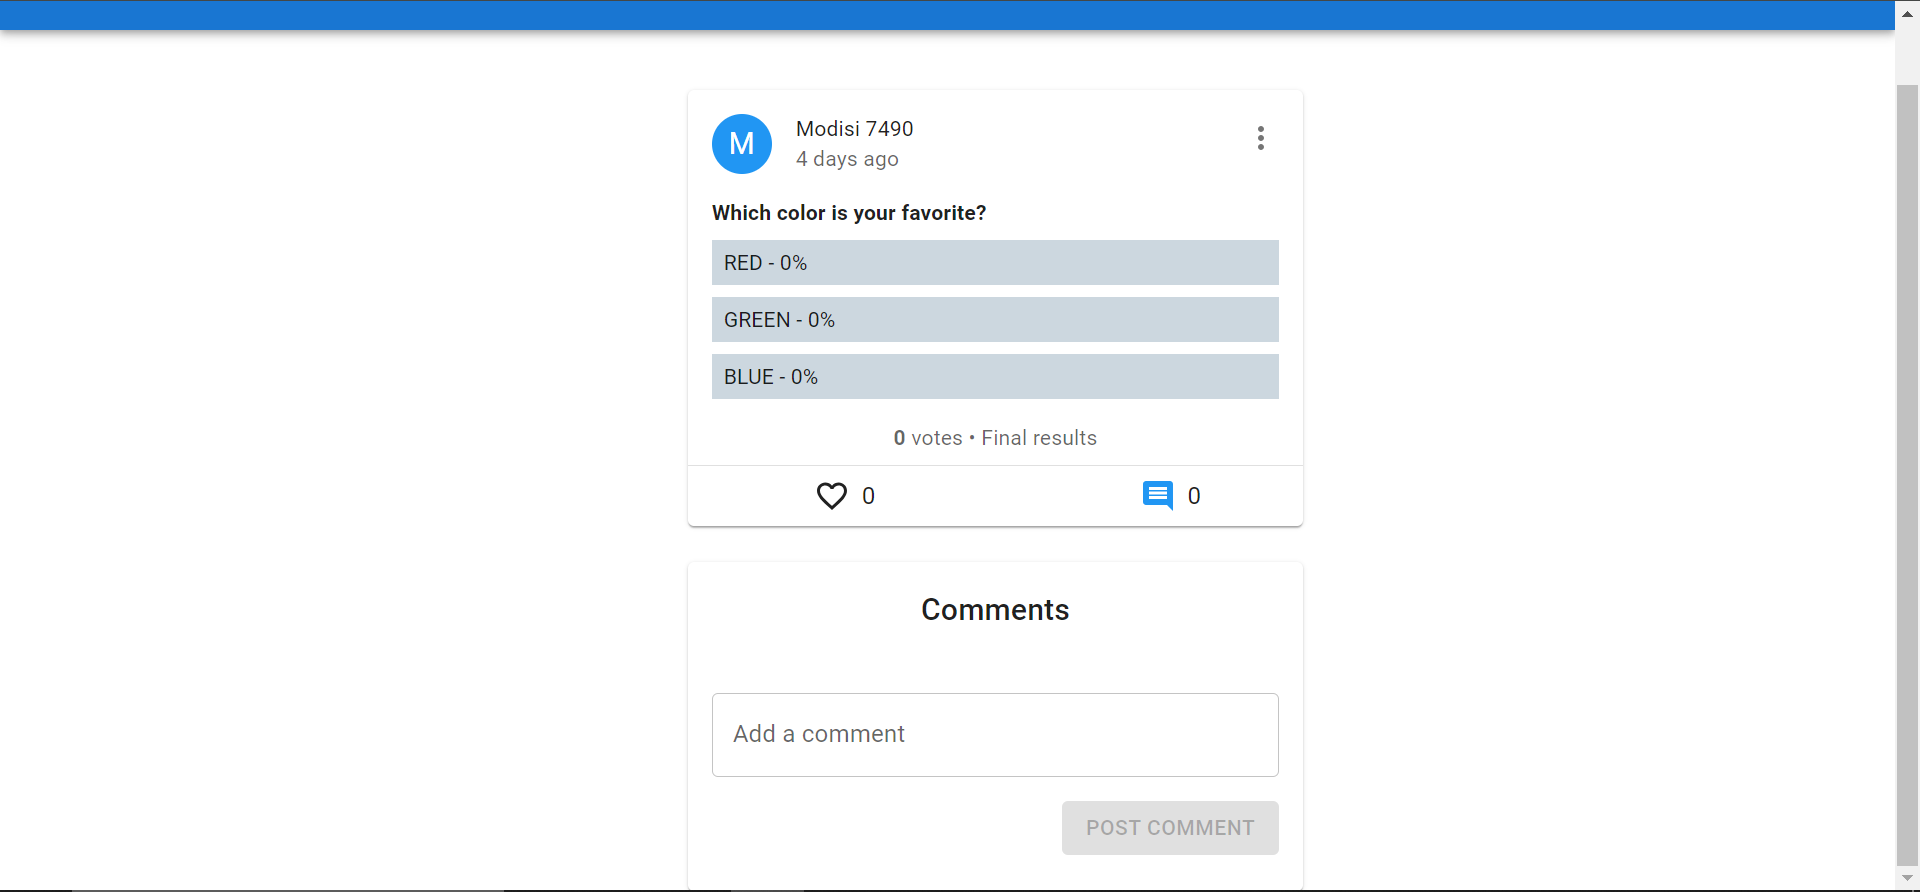 M
Modisi 7490
4 days ago
Which color is your favorite?
RED - 0%
GREEN - 0%
BLUE - 0%
0 votes • Final results
0
0
Comments
Add a comment
POST COMMENT